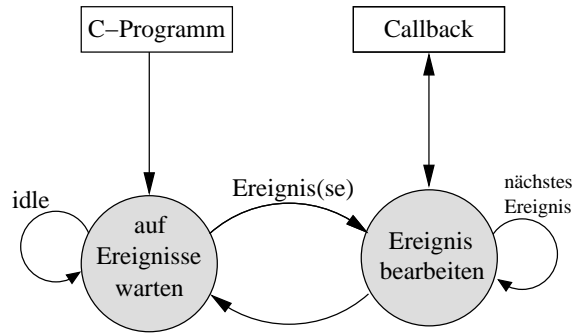 C−Programm
Callback
idle
Ereignis(se)
nächstes
Ereignis
auf
Ereignisse
warten
Ereignis
bearbeiten